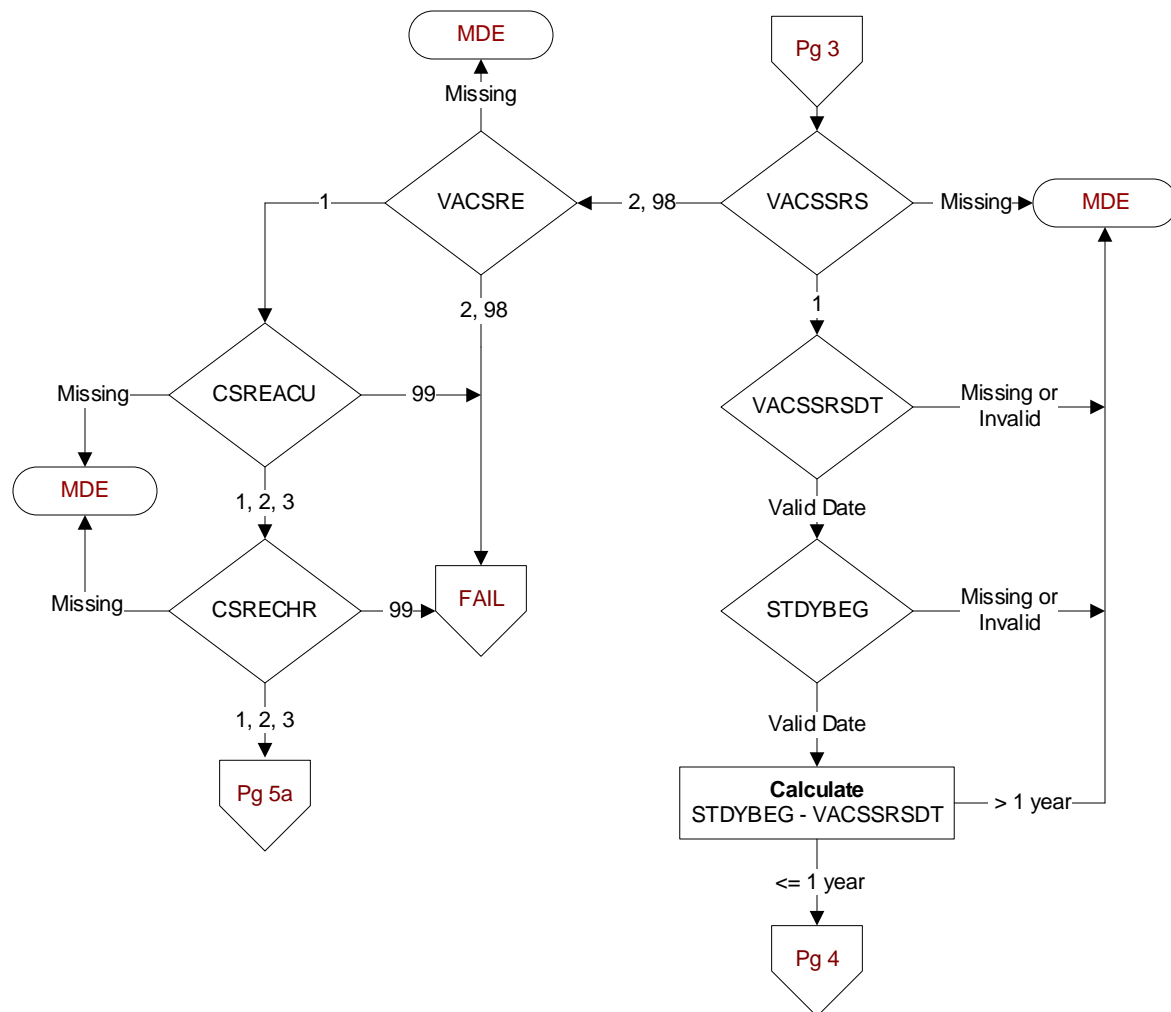 MDE
Pg 3
Missing
VACSRE
VACSSRS
1
2, 98
Missing
MDE
2, 98
1
CSREACU
Missing
99
VACSSRSDT
Missing or
Invalid
MDE
1, 2, 3
Valid Date
CSRECHR
Missing
99
FAIL
STDYBEG
Missing or
Invalid
1, 2, 3
Valid Date
Pg 5a
Calculate
STDYBEG - VACSSRSDT
> 1 year
<= 1 year
Pg 4